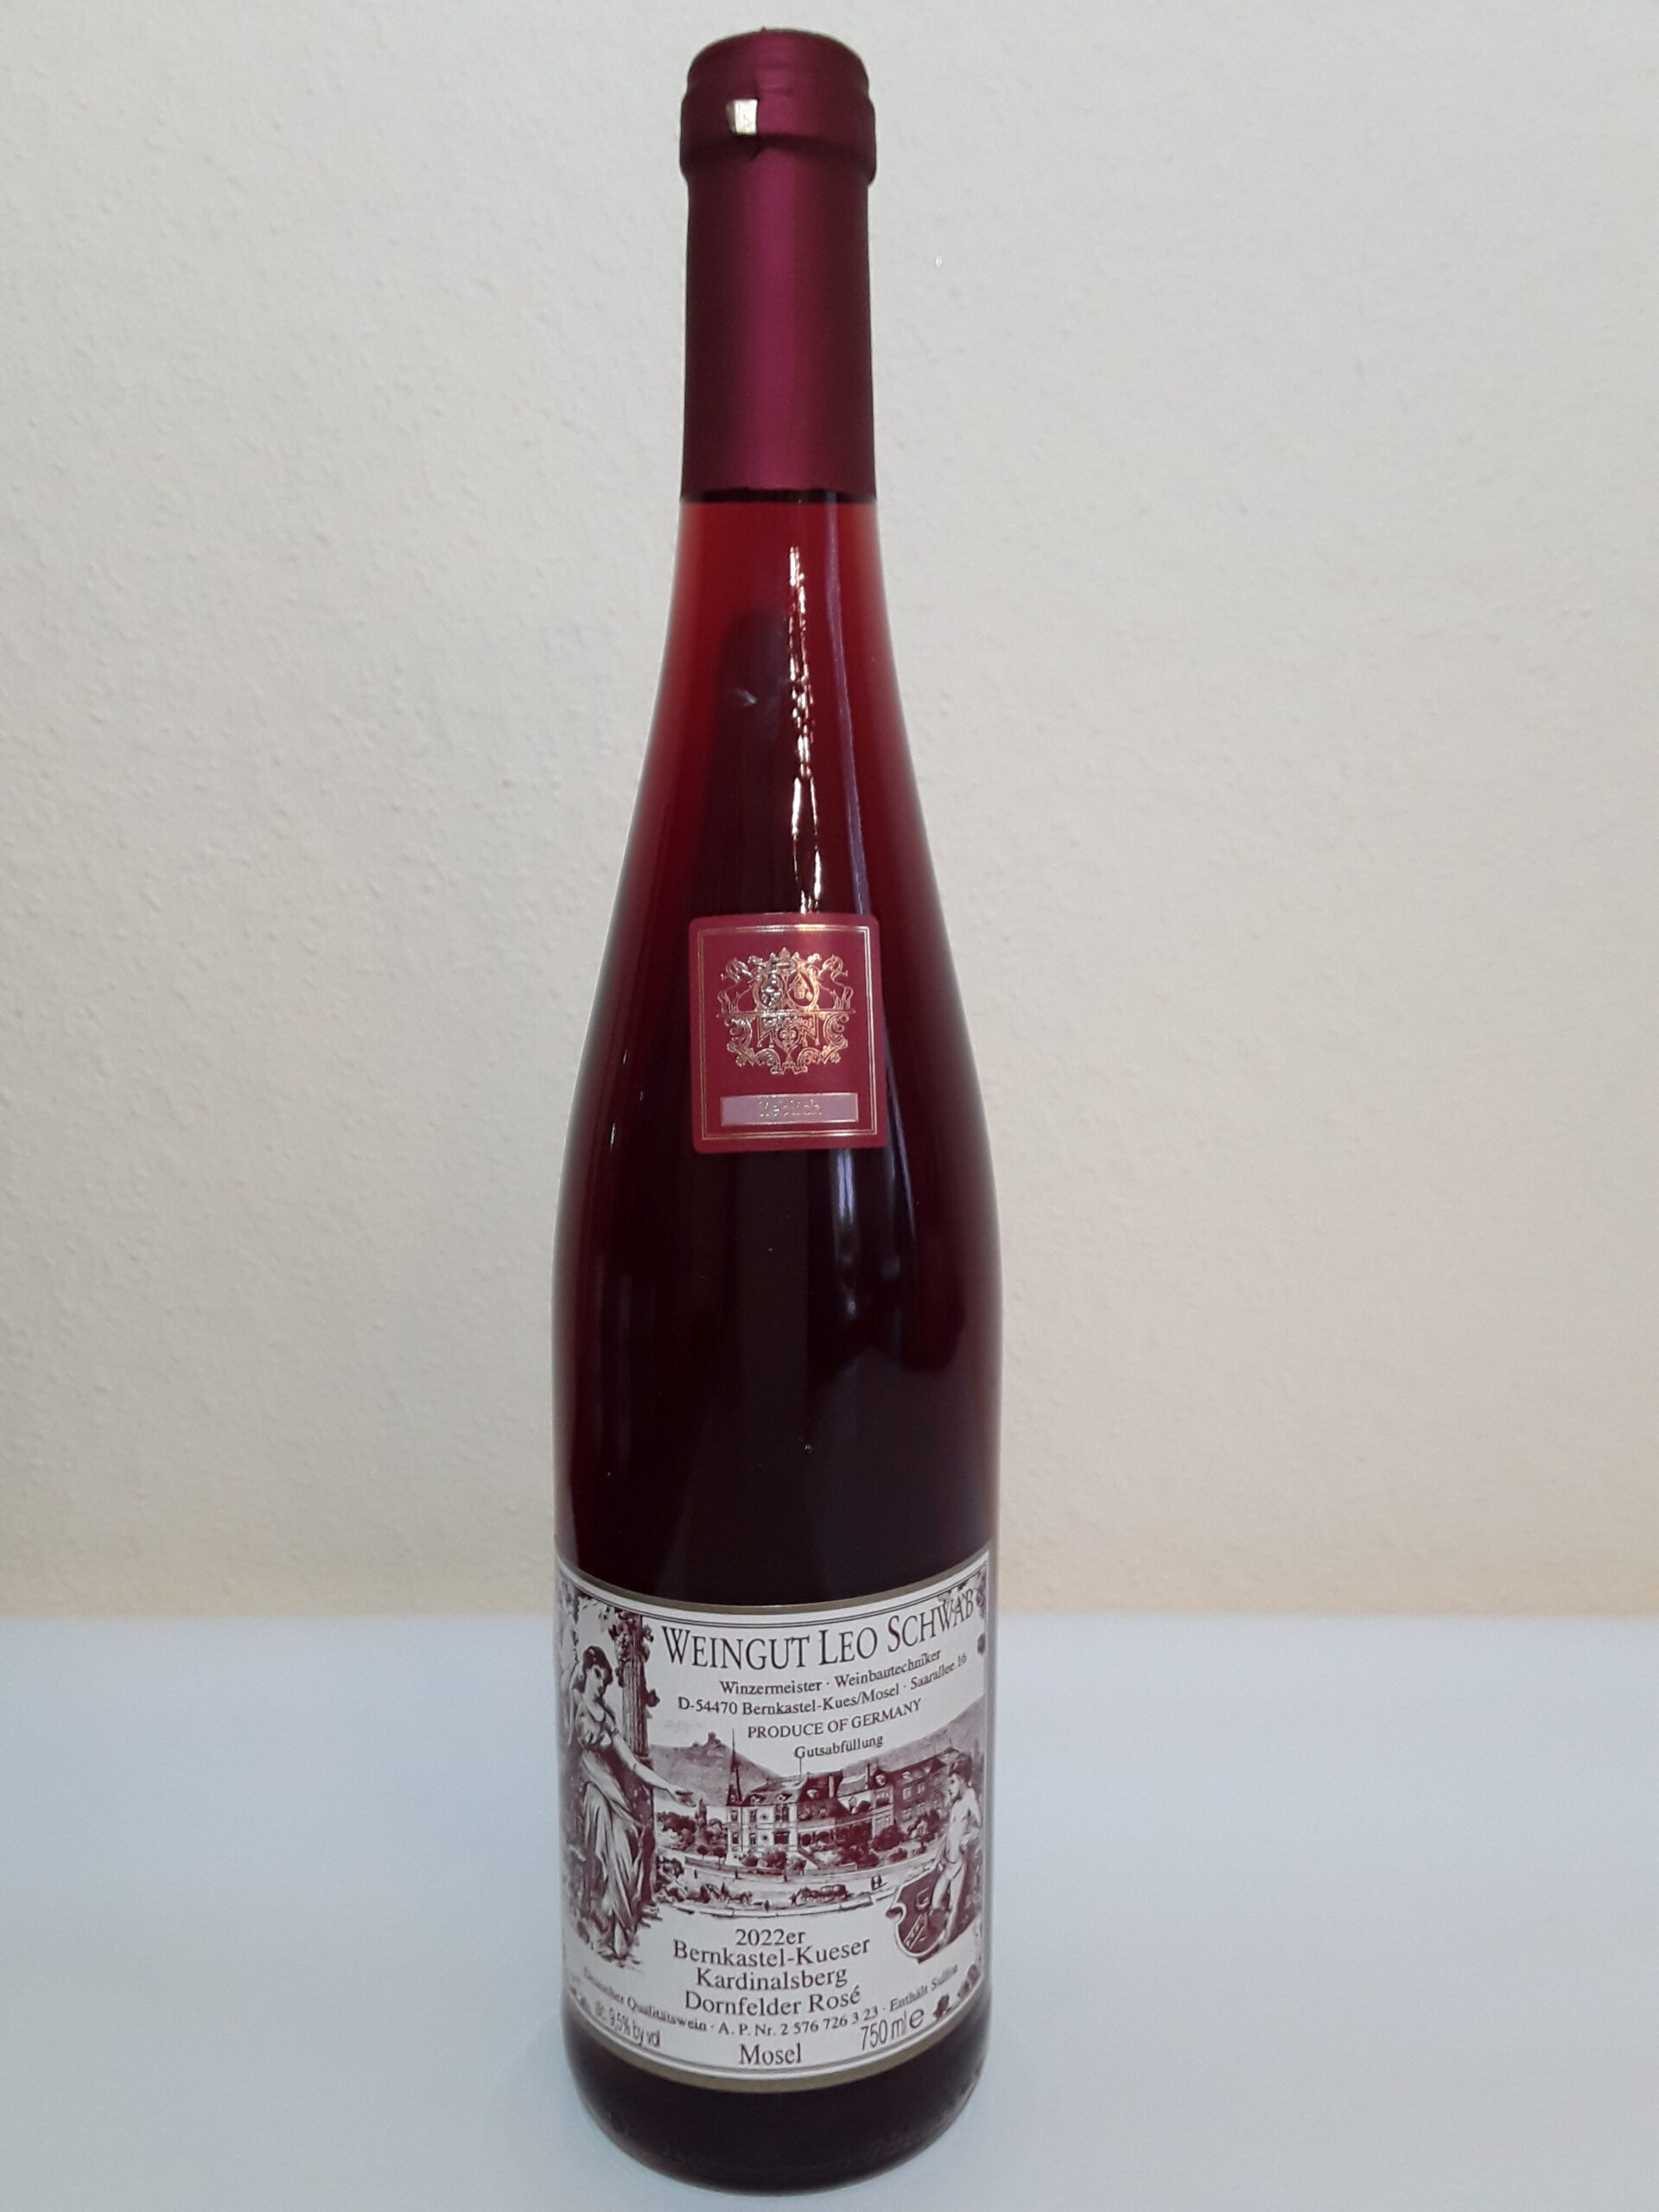 lieblich
WEINGUT LEO SCHWAB
Winzermeister · Weinbautechniker
D-54470 Bernkastel-Kues/Mosel · Saarallee 16
PRODUCE OF GERMANY
Gutsabfüllung
2022er
Bernkastel-Kueser
Kardinalsberg
Dornfelder Rosé
Deutscher Qualitätswein · A. P. Nr. 2 576 726 3 23 · Enthält Sulfite
alc. 9,5% by vol
750 ml e
Mosel